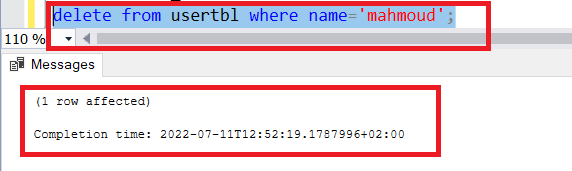 delete from usertbl where name='mahmoud';
110 %
Messages
(1 row affected)
Completion time: 2022-07-11T12:52:19.1787996+02:00